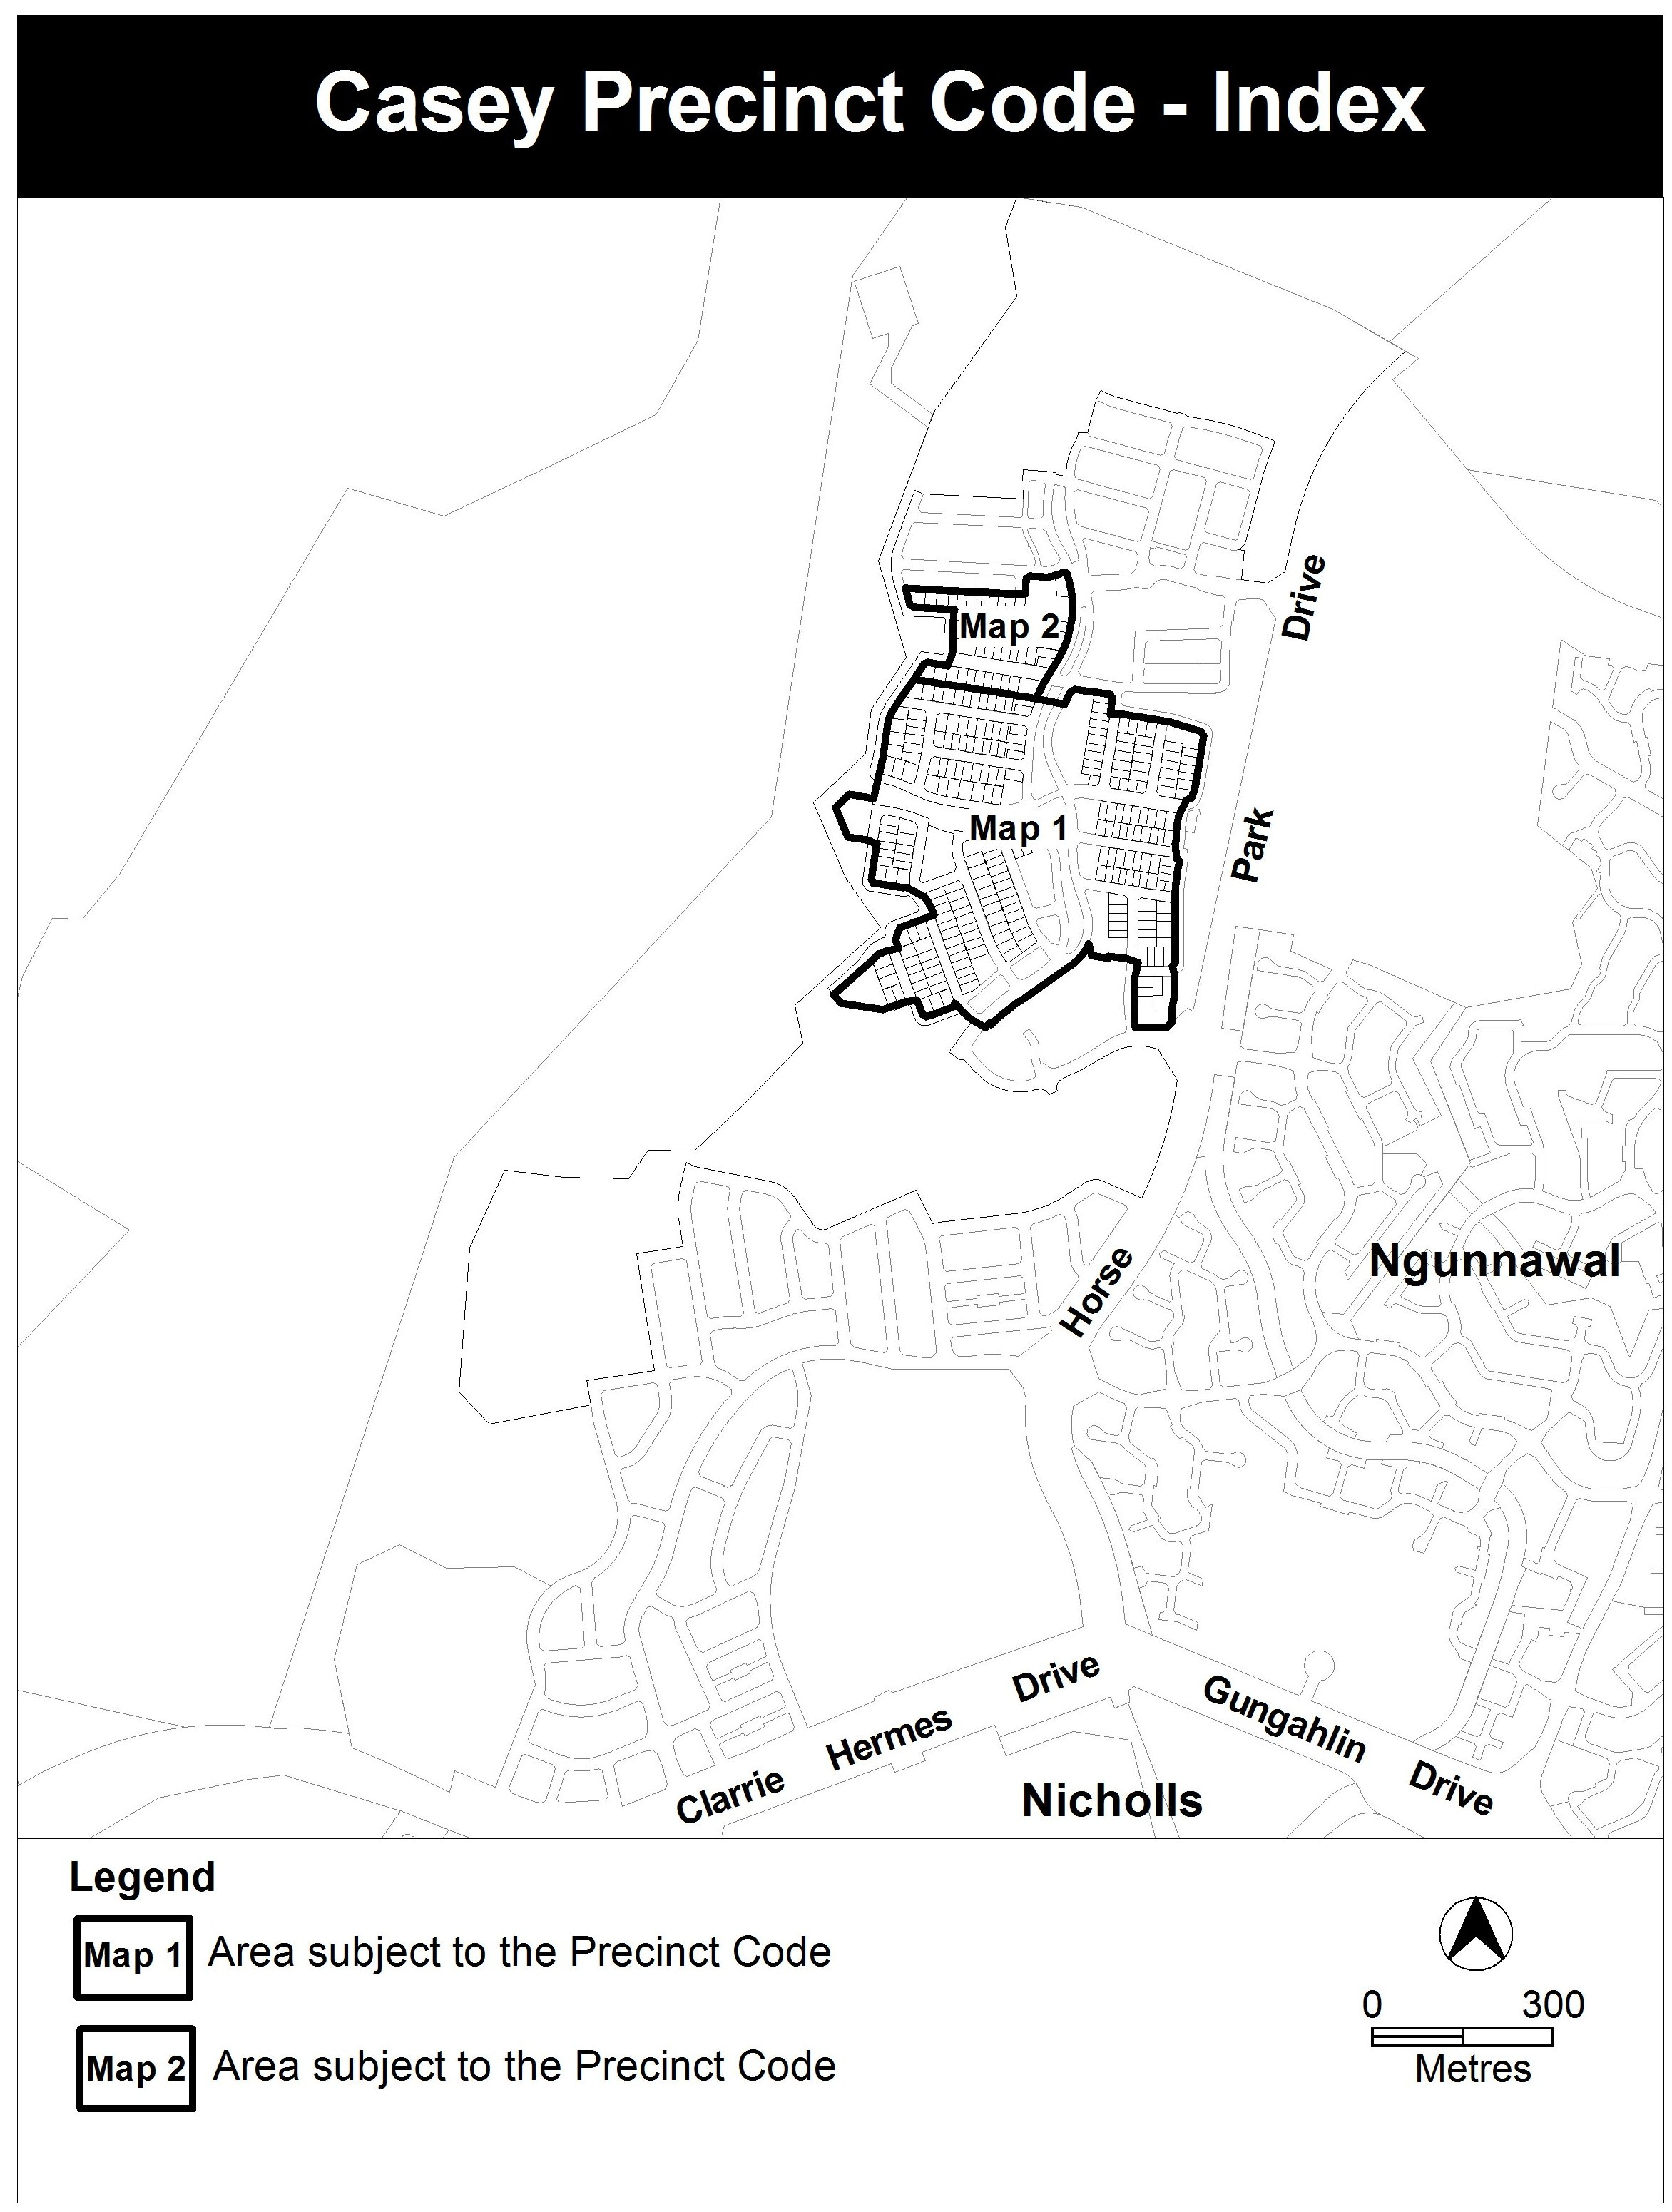 Casey Precinct Code - Index
Map 2
Map 1
Horse Park Drive
Ngunnawal
Clarrie Hermes Drive
Gungahlin Drive
Nicholls
Legend
Map 1 Area subject to the Precinct Code
Map 2 Area subject to the Precinct Code
0 300
Metres